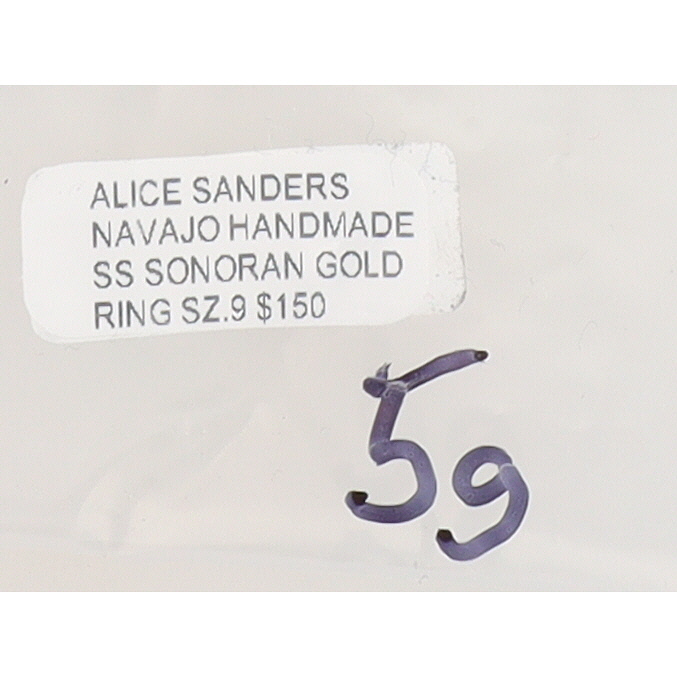 ALICE SANDERS
NAVAJO HANDMADE
SS SONORAN GOLD
RING SZ.9 $150
59